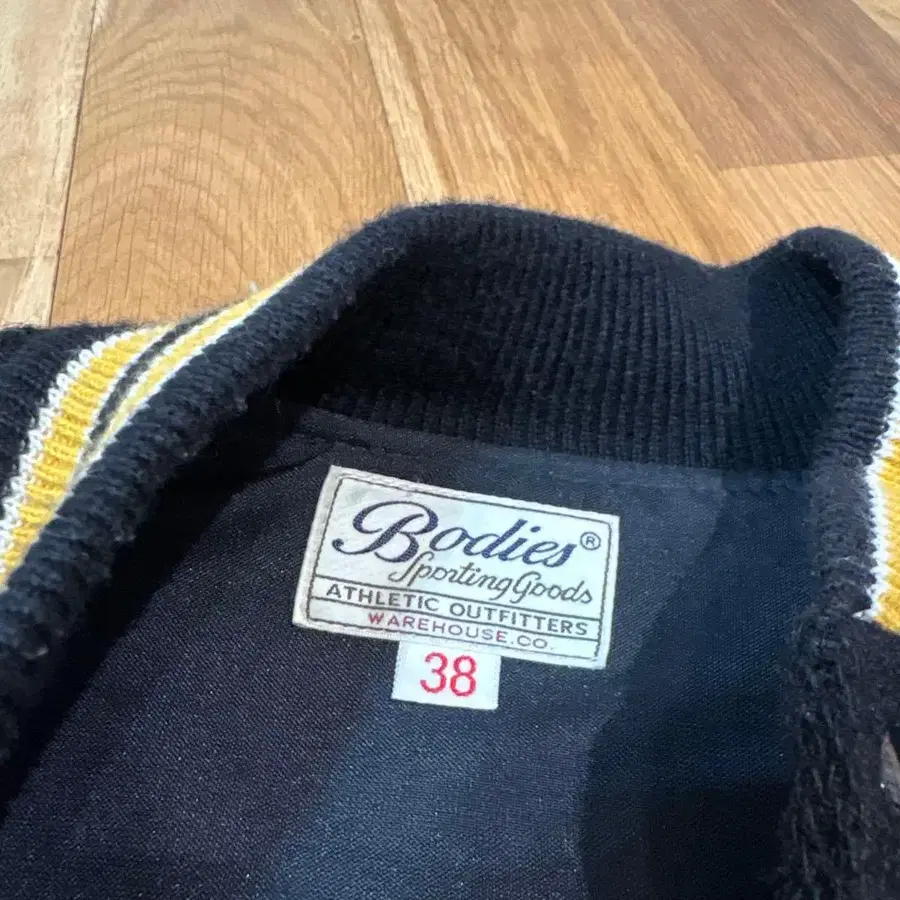 Bodies®
Sporting Goods
ATHLETIC OUTFITTERS
WAREHOUSE.CO.
38